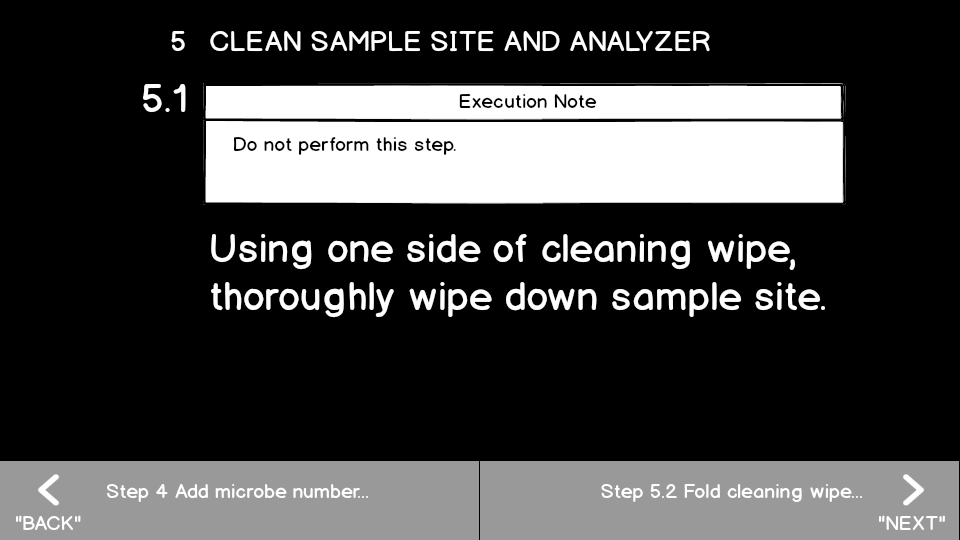 5 CLEAN SAMPLE SITE AND ANALYZER
5.1
Execution Note
Do not perform this step.
Using one side of cleaning wipe,
thoroughly wipe down sample site.
Step 4 Add microbe number...
"BACK"
Step 5.2 Fold cleaning wipe...
"NEXT"